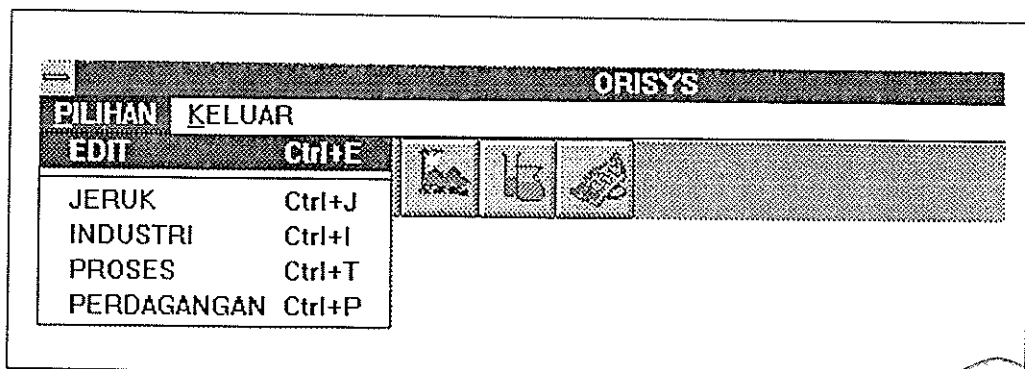 ORISYS
PILIHAN KELUAR
EDIT Ctrl+E
JERUK Ctrl+J
INDUSTRI Ctrl+I
PROSES Ctrl+T
PERDAGANGAN Ctrl+P